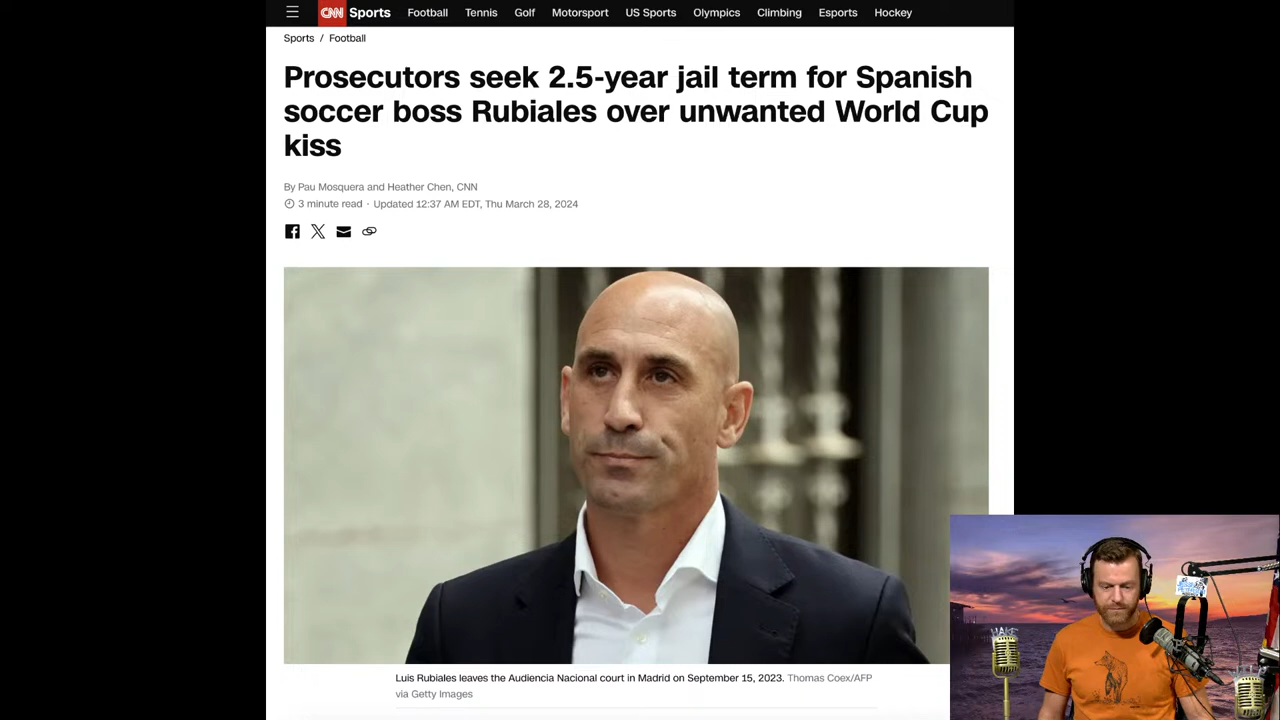 CNN Sports Football Tennis Golf Motorsport US Sports Olympics Climbing Esports Hockey
Sports / Football
Prosecutors seek 2.5-year jail term for Spanish
soccer boss Rubiales over unwanted World Cup
kiss
By Pau Mosquera and Heather Chen, CNN
3 minute read · Updated 12:37 AM EDT, Thu March 28, 2024
Luis Rubiales leaves the Audiencia Nacional court in Madrid on September 15, 2023. Thomas Coex/AFP
via Getty Images
JAKE